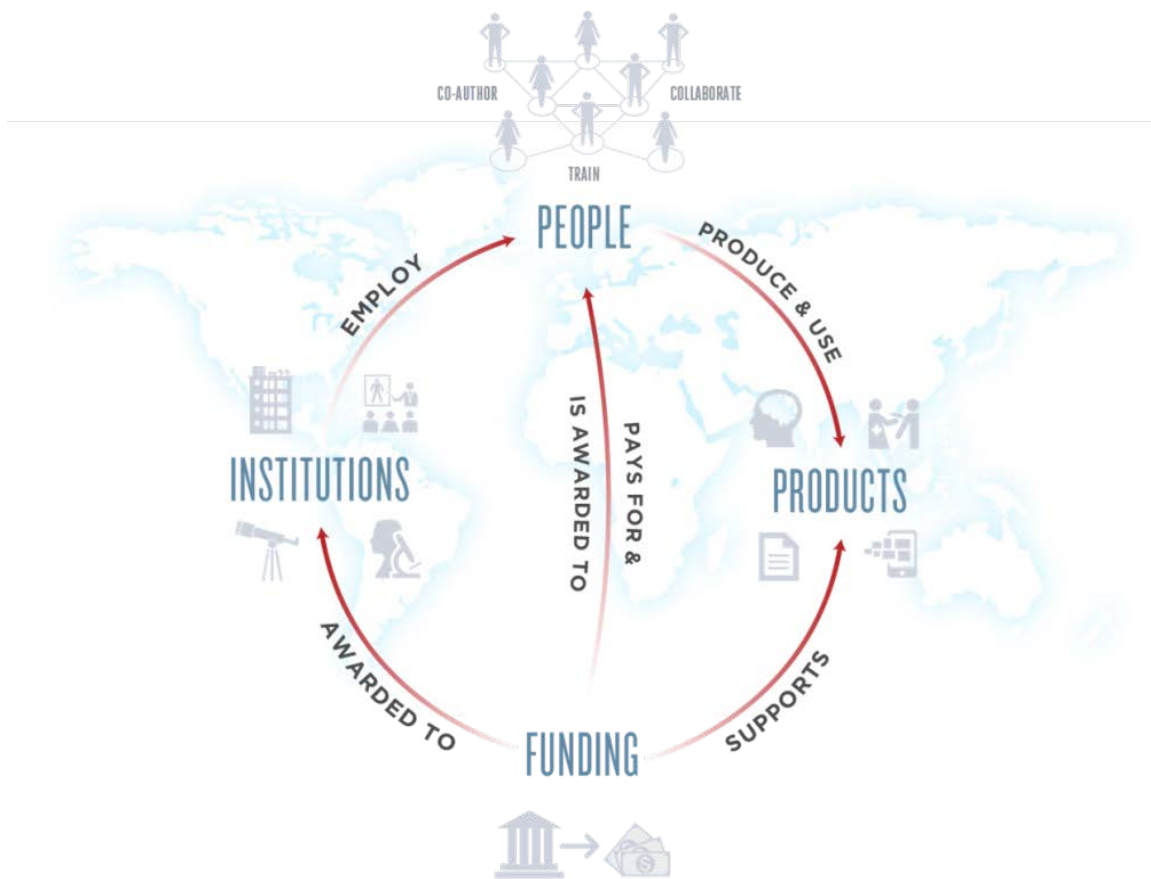 CO-AUTHOR
COLLABORATE
TRAIN
PEOPLE
EMPLOY
PRODUCE & USE
IS AWARDED TO
PAYS FOR &
INSTITUTIONS
PRODUCTS
AWARDED TO
SUPPORTS
FUNDING
$